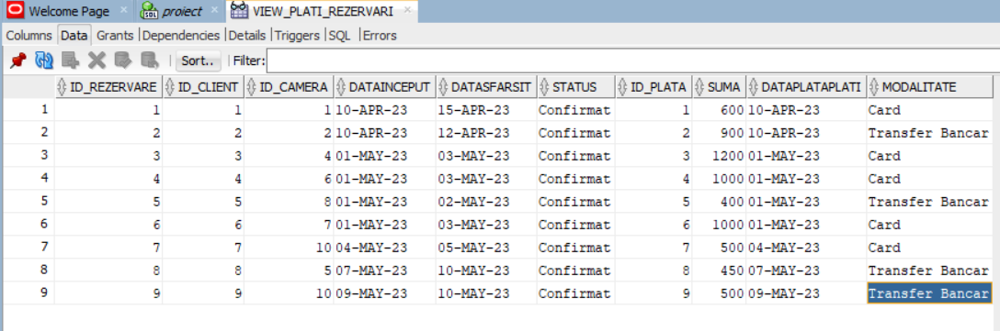 Welcome Page × proiect × VIEW_PLATI_REZERVARI ×
Columns Data Grants Dependencies Details Triggers SQL Errors
Sort.. Filter:
ID_REZERVARE ID_CLIENT ID_CAMERA DATAINCEPUT DATASFARSIT STATUS ID_PLATA SUMA DATAPLATAPLATI MODALITATE
1 1 1 1 10-APR-23 15-APR-23 Confirmat 1 600 10-APR-23 Card
2 2 2 2 10-APR-23 12-APR-23 Confirmat 2 900 10-APR-23 Transfer Bancar
3 3 3 4 01-MAY-23 03-MAY-23 Confirmat 3 1200 01-MAY-23 Card
4 4 4 6 01-MAY-23 03-MAY-23 Confirmat 4 1000 01-MAY-23 Card
5 5 5 8 01-MAY-23 02-MAY-23 Confirmat 5 400 01-MAY-23 Transfer Bancar
6 6 6 7 01-MAY-23 03-MAY-23 Confirmat 6 1000 01-MAY-23 Card
7 7 7 10 04-MAY-23 05-MAY-23 Confirmat 7 500 04-MAY-23 Card
8 8 8 5 07-MAY-23 10-MAY-23 Confirmat 8 450 07-MAY-23 Transfer Bancar
9 9 9 10 09-MAY-23 10-MAY-23 Confirmat 9 500 09-MAY-23 Transfer Bancar